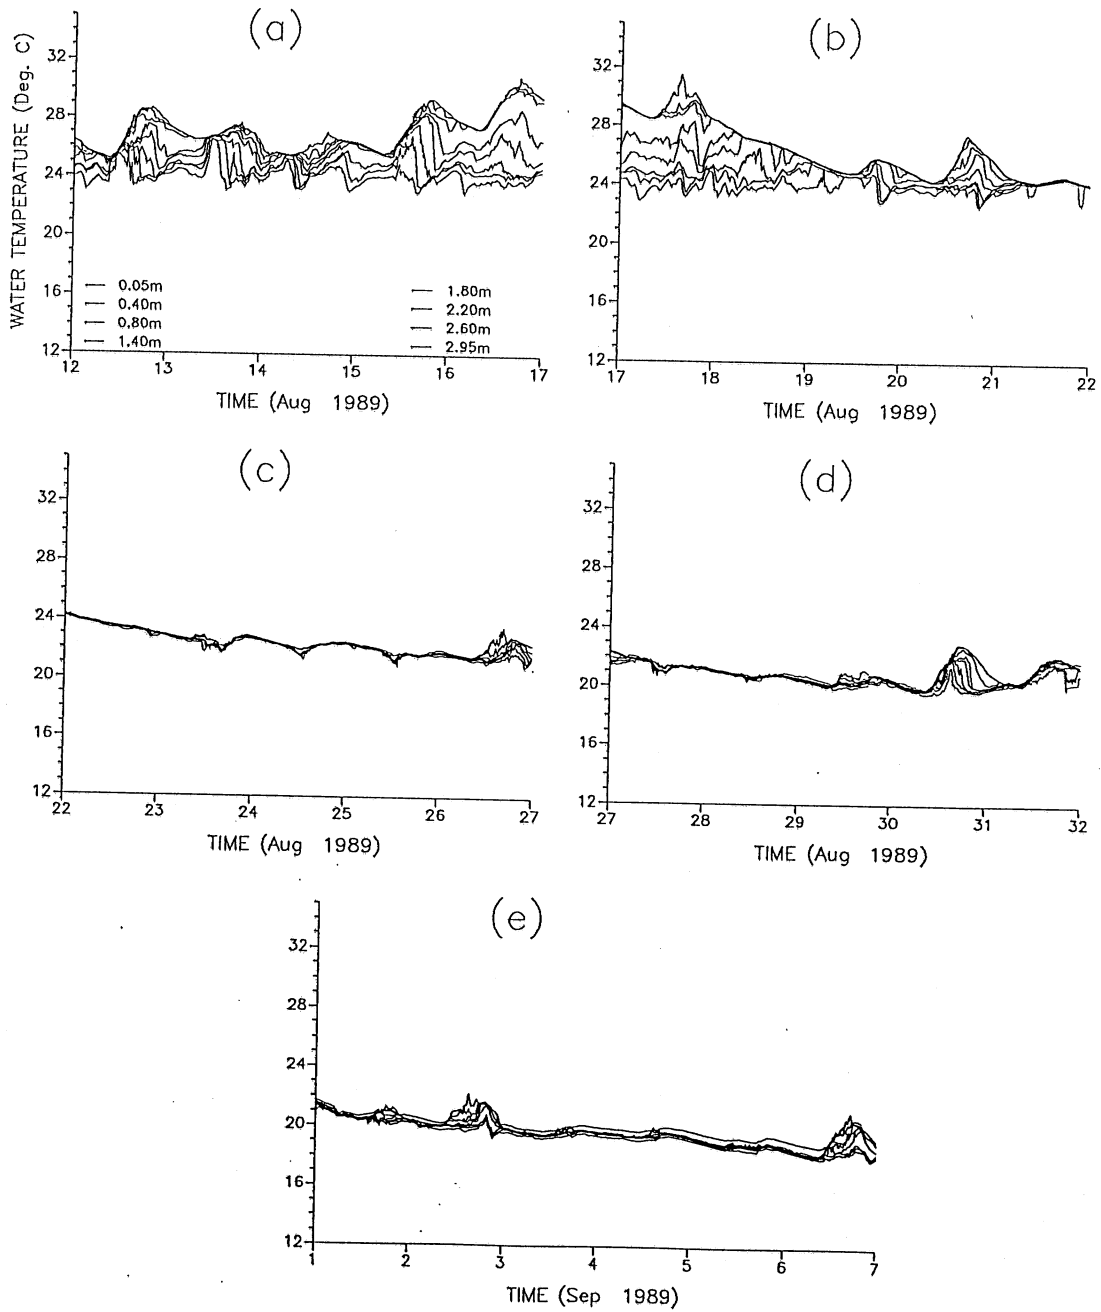 (a)
WATER TEMPERATURE (Deg. C)
32
28
24
20
16
12
0.05m
0.40m
0.80m
1.40m
1.80m
2.20m
2.60m
2.95m
12 13 14 15 16 17
TIME (Aug 1989)
(b)
32
28
24
20
16
12
17 18 19 20 21 22
TIME (Aug 1989)
(c)
32
28
24
20
16
12
22 23 24 25 26 27
TIME (Aug 1989)
(d)
32
28
24
20
16
12
27 28 29 30 31 32
TIME (Aug 1989)
(e)
32
28
24
20
16
12
1 2 3 4 5 6 7
TIME (Sep 1989)